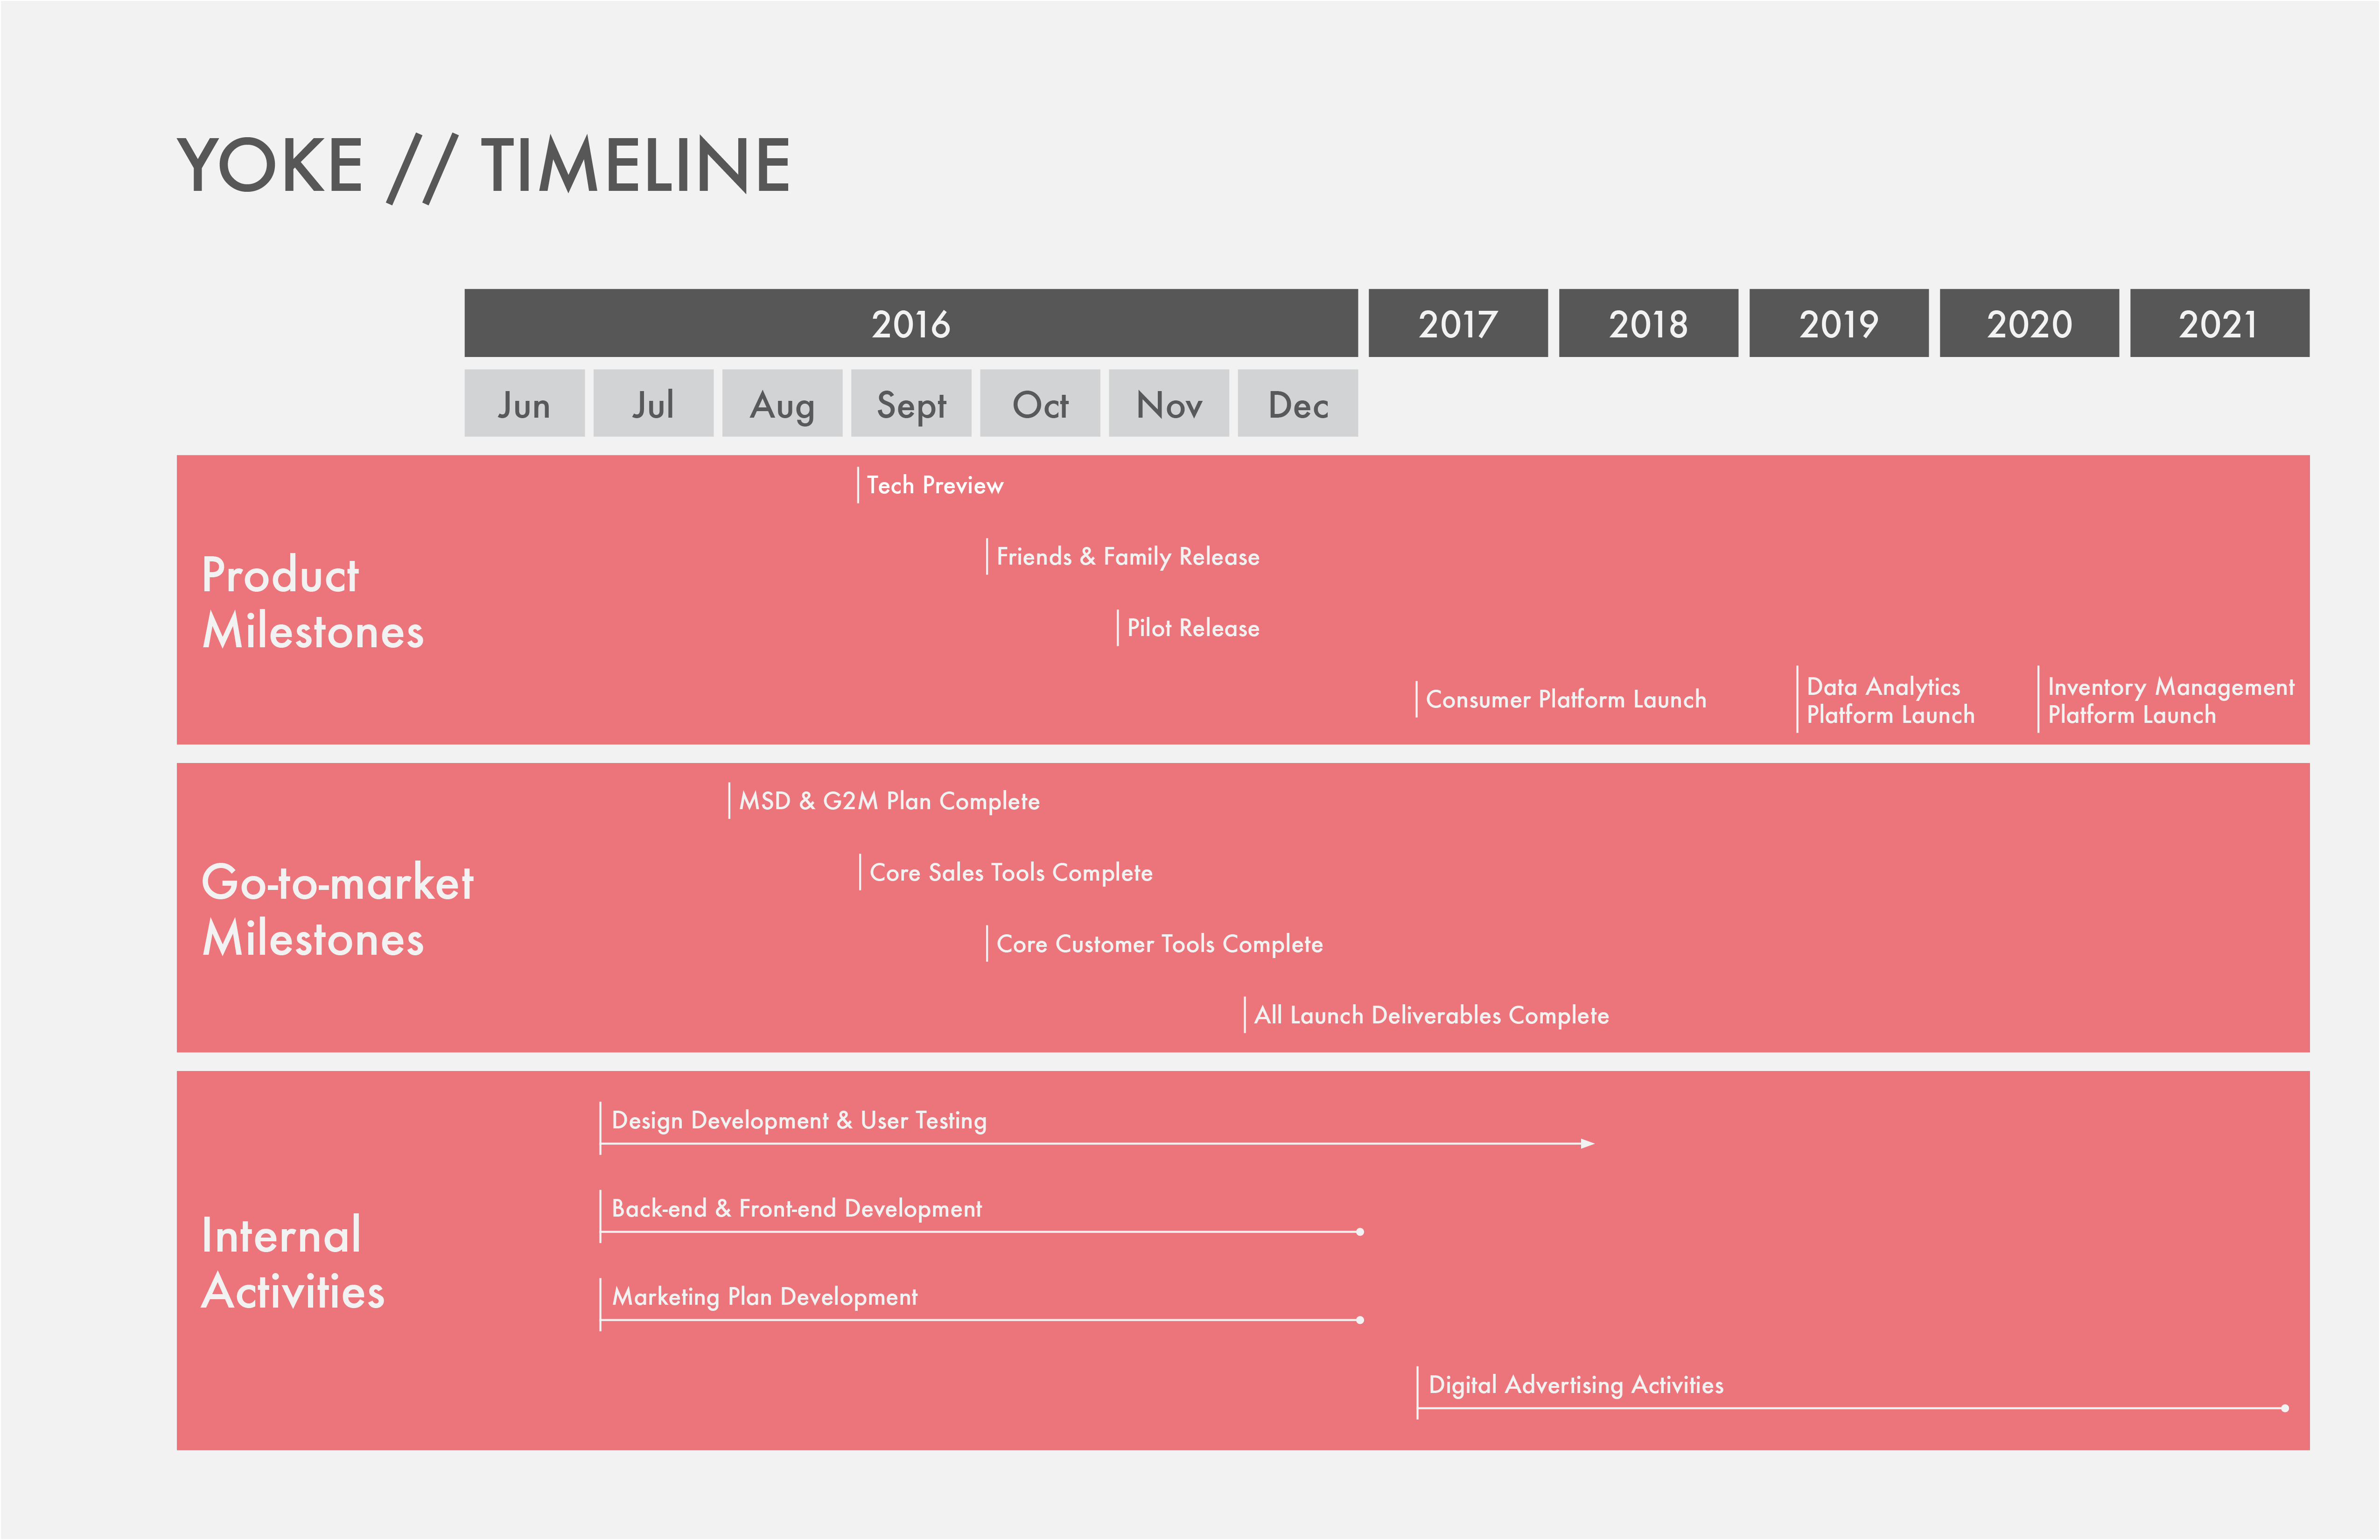 YOKE // TIMELINE
2016 2017 2018 2019 2020 2021
Jun Jul Aug Sept Oct Nov Dec
Product
Milestones
Tech Preview
Friends & Family Release
Pilot Release
Consumer Platform Launch
Data Analytics
Platform Launch
Inventory Management
Platform Launch
Go-to-market
Milestones
MSD & G2M Plan Complete
Core Sales Tools Complete
Core Customer Tools Complete
All Launch Deliverables Complete
Internal
Activities
Design Development & User Testing
Back-end & Front-end Development
Marketing Plan Development
Digital Advertising Activities